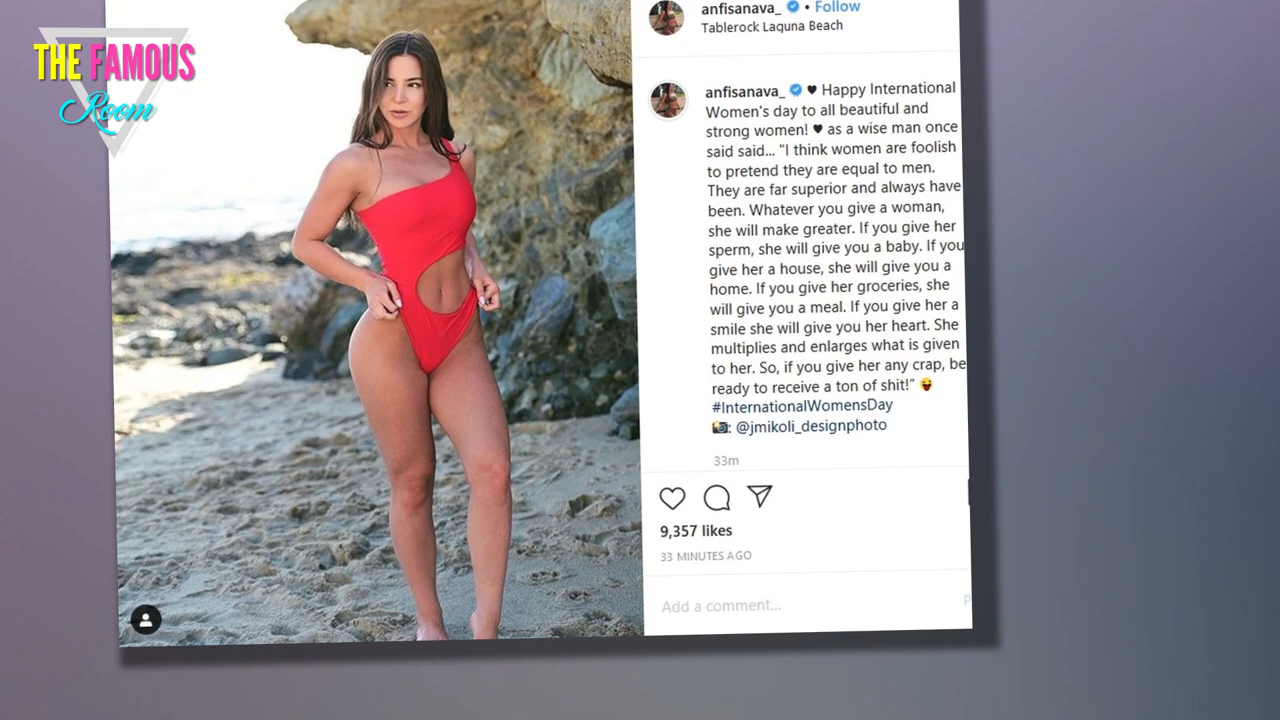 THE FAMOUS
Room
anfisanava_ • Follow
Tablerock Laguna Beach
anfisanava_ ♥ Happy International
Women's day to all beautiful and
strong women! ♥ as a wise man once
said said... "I think women are foolish
to pretend they are equal to men.
They are far superior and always have
been. Whatever you give a woman,
she will make greater. If you give her
sperm, she will give you a baby. If you
give her a house, she will give you a
home. If you give her groceries, she
will give you a meal. If you give her a
smile she will give you her heart. She
multiplies and enlarges what is given
to her. So, if you give her any crap, be
ready to receive a ton of shit!” 😜
#InternationalWomensDay
📸: @jmikoli_designphoto
33m
9,357 likes
33 MINUTES AGO
Add a comment...